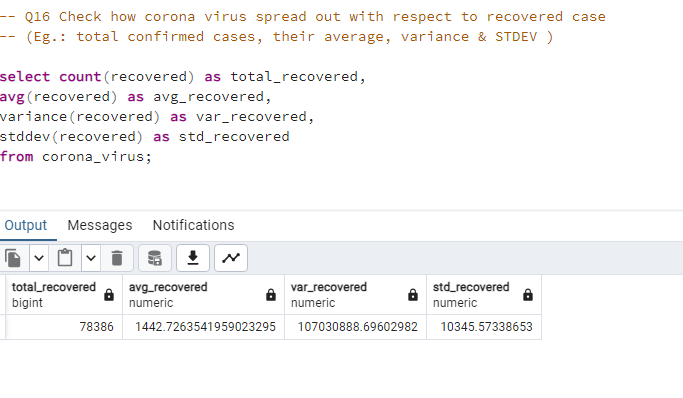 -- Q16 Check how corona virus spread out with respect to recovered case
-- (Eg.: total confirmed cases, their average, variance & STDEV )
select count(recovered) as total_recovered,
avg(recovered) as avg_recovered,
variance(recovered) as var_recovered,
stddev(recovered) as std_recovered
from corona_virus;
Output Messages Notifications
total_recovered avg_recovered var_recovered std_recovered
bigint numeric numeric numeric
78386 1442.7263541959023295 107030888.69602982 10345.57338653